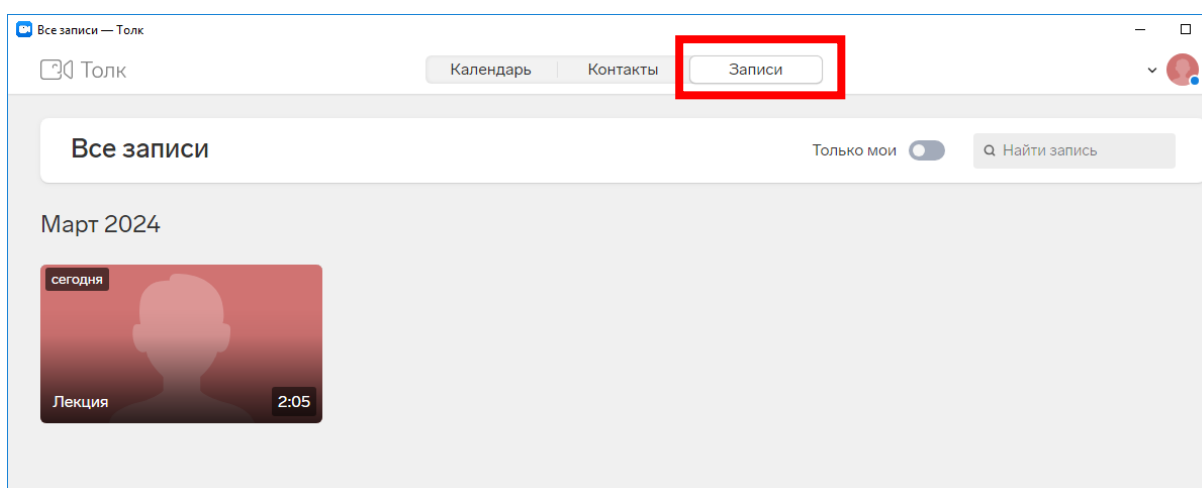 Все записи — Толк
Толк
Календарь Контакты Записи
Все записи
Только мои
Найти запись
Март 2024
сегодня
Лекция 2:05